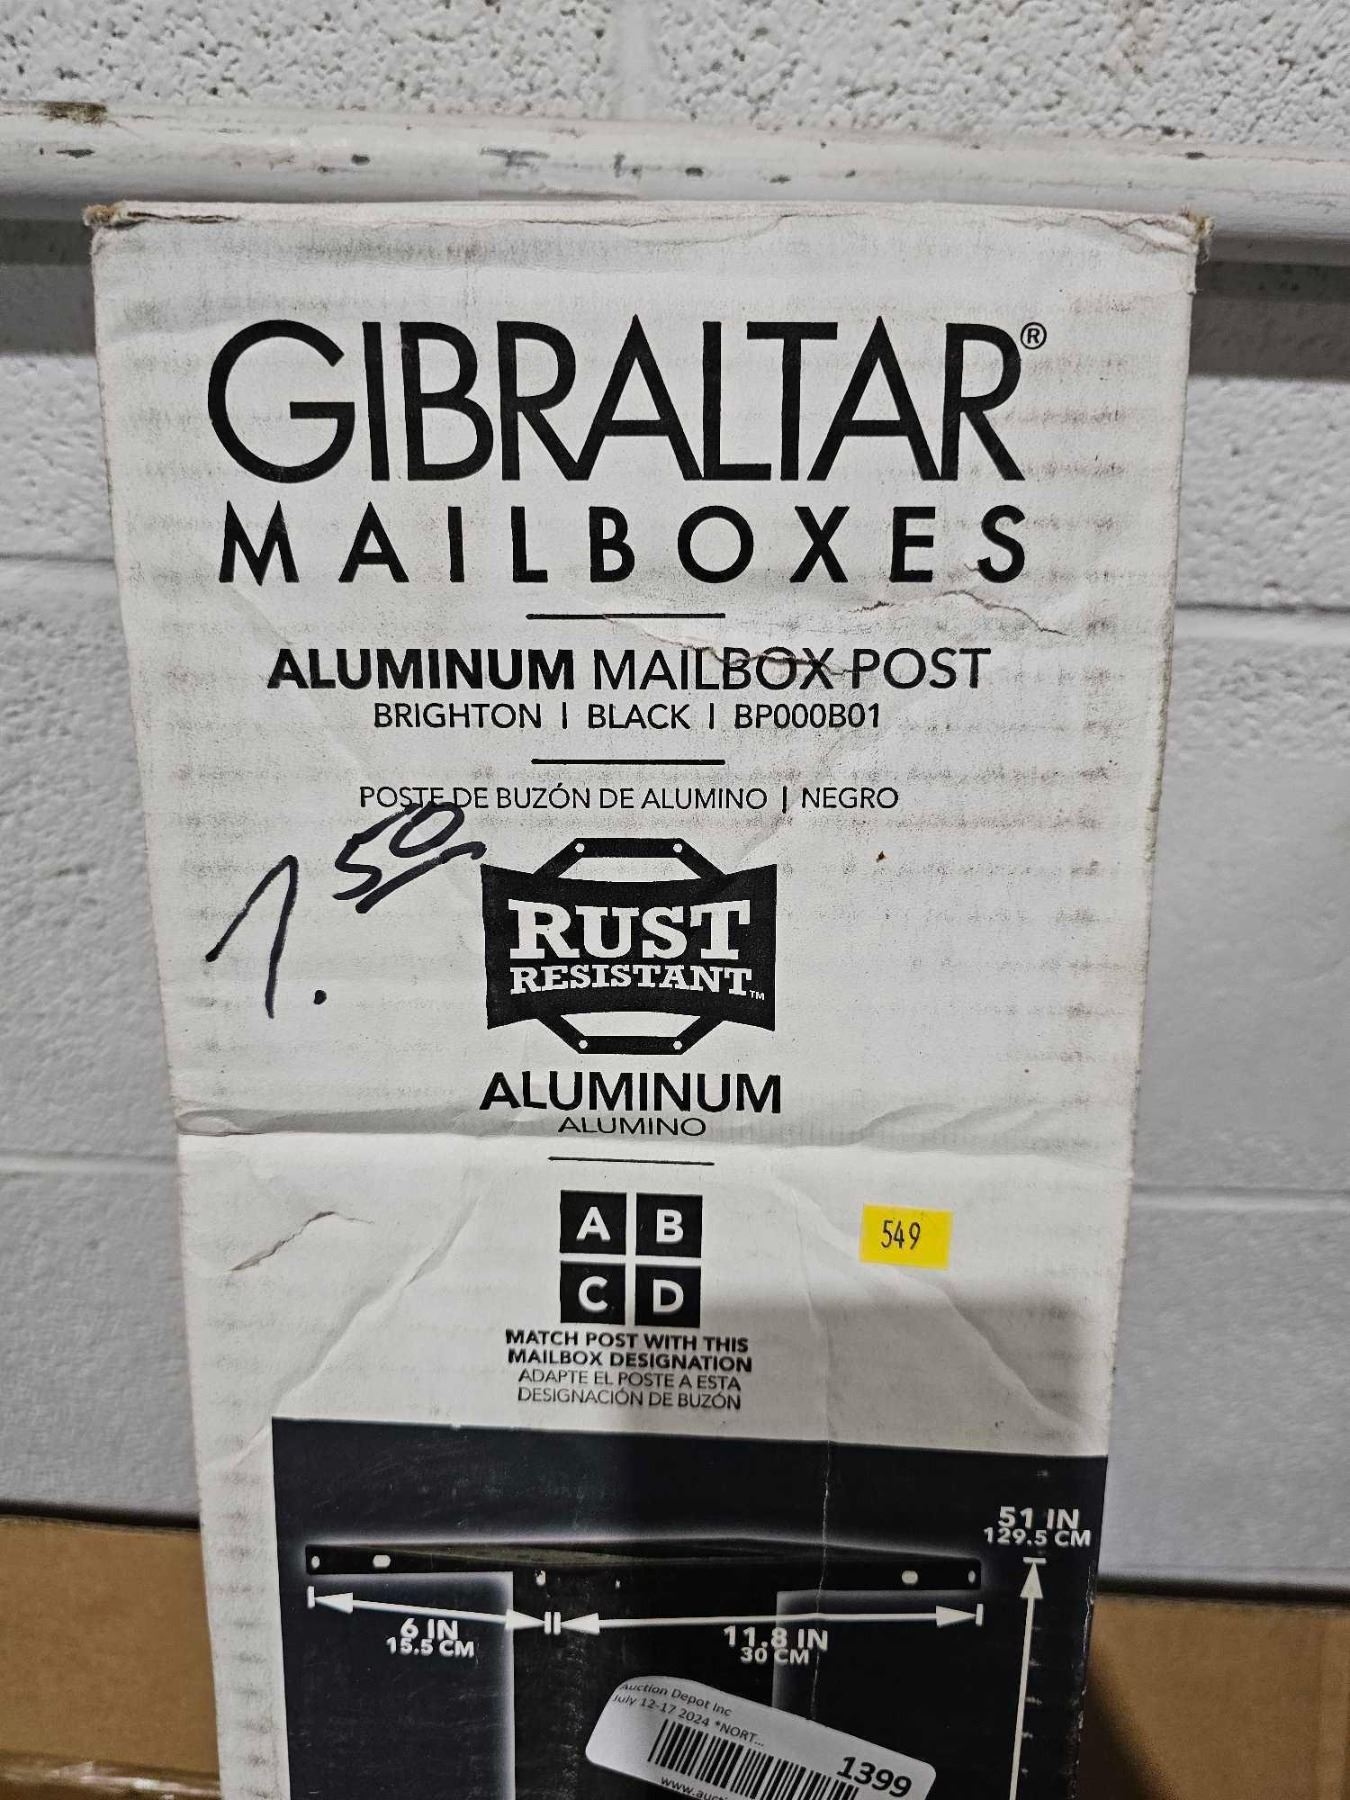 GIBRALTAR®
MAILBOXES
ALUMINUM MAILBOX POST
BRIGHTON | BLACK | BP000B01
POSTE DE BUZÓN DE ALUMINO | NEGRO
1.50
RUST
RESISTANT™
ALUMINUM
ALUMINO
A B
C D
549
MATCH POST WITH THIS
MAILBOX DESIGNATION
ADAPTE EL POSTE A ESTA
DESIGNACIÓN DE BUZÓN
51 IN
129.5 CM
6 IN
15.5 CM
11.8 IN
30 CM
Auction Depot Inc
July 12-17 2024 *NORT...
1399